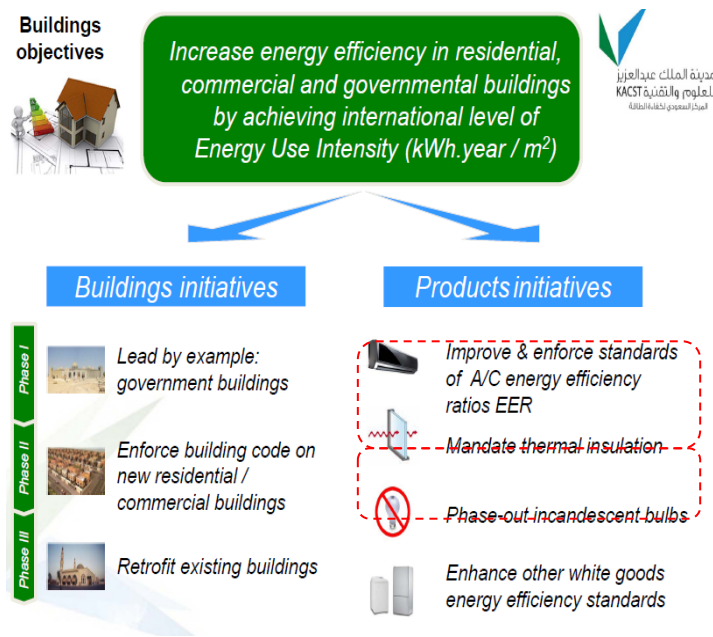 Buildings
objectives
Increase energy efficiency in residential,
commercial and governmental buildings
by achieving international level of
Energy Use Intensity (kWh.year / m²)
مدينة الملك عبدالعزيز
للعلوم والتقنية KACST
المركز السعودي لكفاءة الطاقة
Buildings initiatives
Products initiatives
Phase I
Lead by example:
government buildings
Improve & enforce standards
of A/C energy efficiency
ratios EER
Phase II
Enforce building code on
new residential /
commercial buildings
Mandate thermal insulation
Phase-out incandescent bulbs
Phase III
Retrofit existing buildings
Enhance other white goods
energy efficiency standards